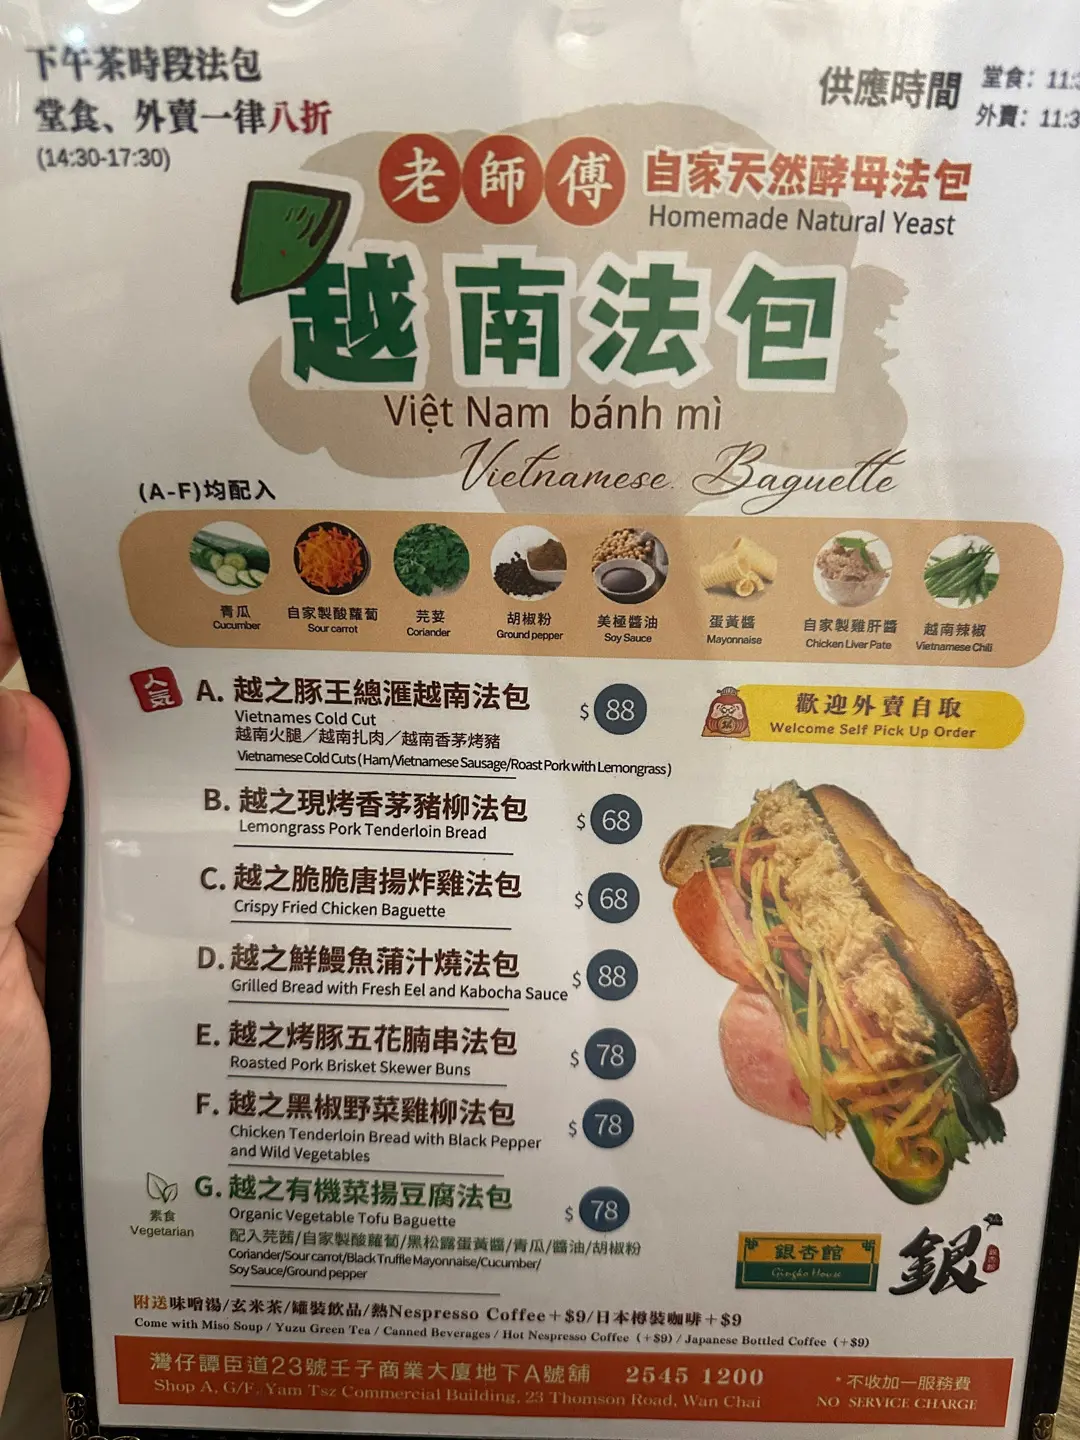 下午茶時段法包
堂食、外賣一律八折
(14:30-17:30)
供應時間
堂食：11:3
外賣：11:3
老師傅
自家天然酵母法包
Homemade Natural Yeast
越南法包
Việt Nam bánh mì
Vietnamese Baguette
(A-F)均配入
青瓜
Cucumber
自家製酸蘿蔔
Sour carrot
芫荽
Coriander
胡椒粉
Ground pepper
美極醬油
Soy Sauce
蛋黃醬
Mayonnaise
自家製雞肝醬
Chicken Liver Pate
越南辣椒
Vietnamese Chili
人氣
A. 越之豚王總滙越南法包
$ 88
Vietnames Cold Cut
越南火腿／越南扎肉／越南香茅烤豬
Vietnamese Cold Cuts ( Ham/Vietnamese Sausage/Roast Pork with Lemongrass )
歡迎外賣自取
Welcome Self Pick Up Order
B. 越之現烤香茅豬柳法包
$ 68
Lemongrass Pork Tenderloin Bread
C. 越之脆脆唐揚炸雞法包
$ 68
Crispy Fried Chicken Baguette
D. 越之鮮鰻魚蒲汁燒法包
$ 88
Grilled Bread with Fresh Eel and Kabocha Sauce
E. 越之烤豚五花腩串法包
$ 78
Roasted Pork Brisket Skewer Buns
F. 越之黑椒野菜雞柳法包
$ 78
Chicken Tenderloin Bread with Black Pepper
and Wild Vegetables
素食
Vegetarian
G. 越之有機菜揚豆腐法包
$ 78
Organic Vegetable Tofu Baguette
配入芫茜/自家製酸蘿蔔/黑松露蛋黃醬/青瓜/醬油/胡椒粉
Coriander/Sour carrot/Black Truffle Mayonnaise/Cucumber/
Soy Sauce/Ground pepper
銀杏館
Gingko House
銀
附送味噌湯/玄米茶/罐裝飲品/熱Nespresso Coffee＋$9/日本樽裝咖啡＋$9
Come with Miso Soup / Yuzu Green Tea / Canned Beverages / Hot Nespresso Coffee（+$9）/ Japanese Bottled Coffee（+$9）
灣仔譚臣道23號壬子商業大廈地下A號舖 2545 1200
Shop A, G/F., Yam Tsz Commercial Building, 23 Thomson Road, Wan Chai
*不收加一服務費
NO SERVICE CHARGE